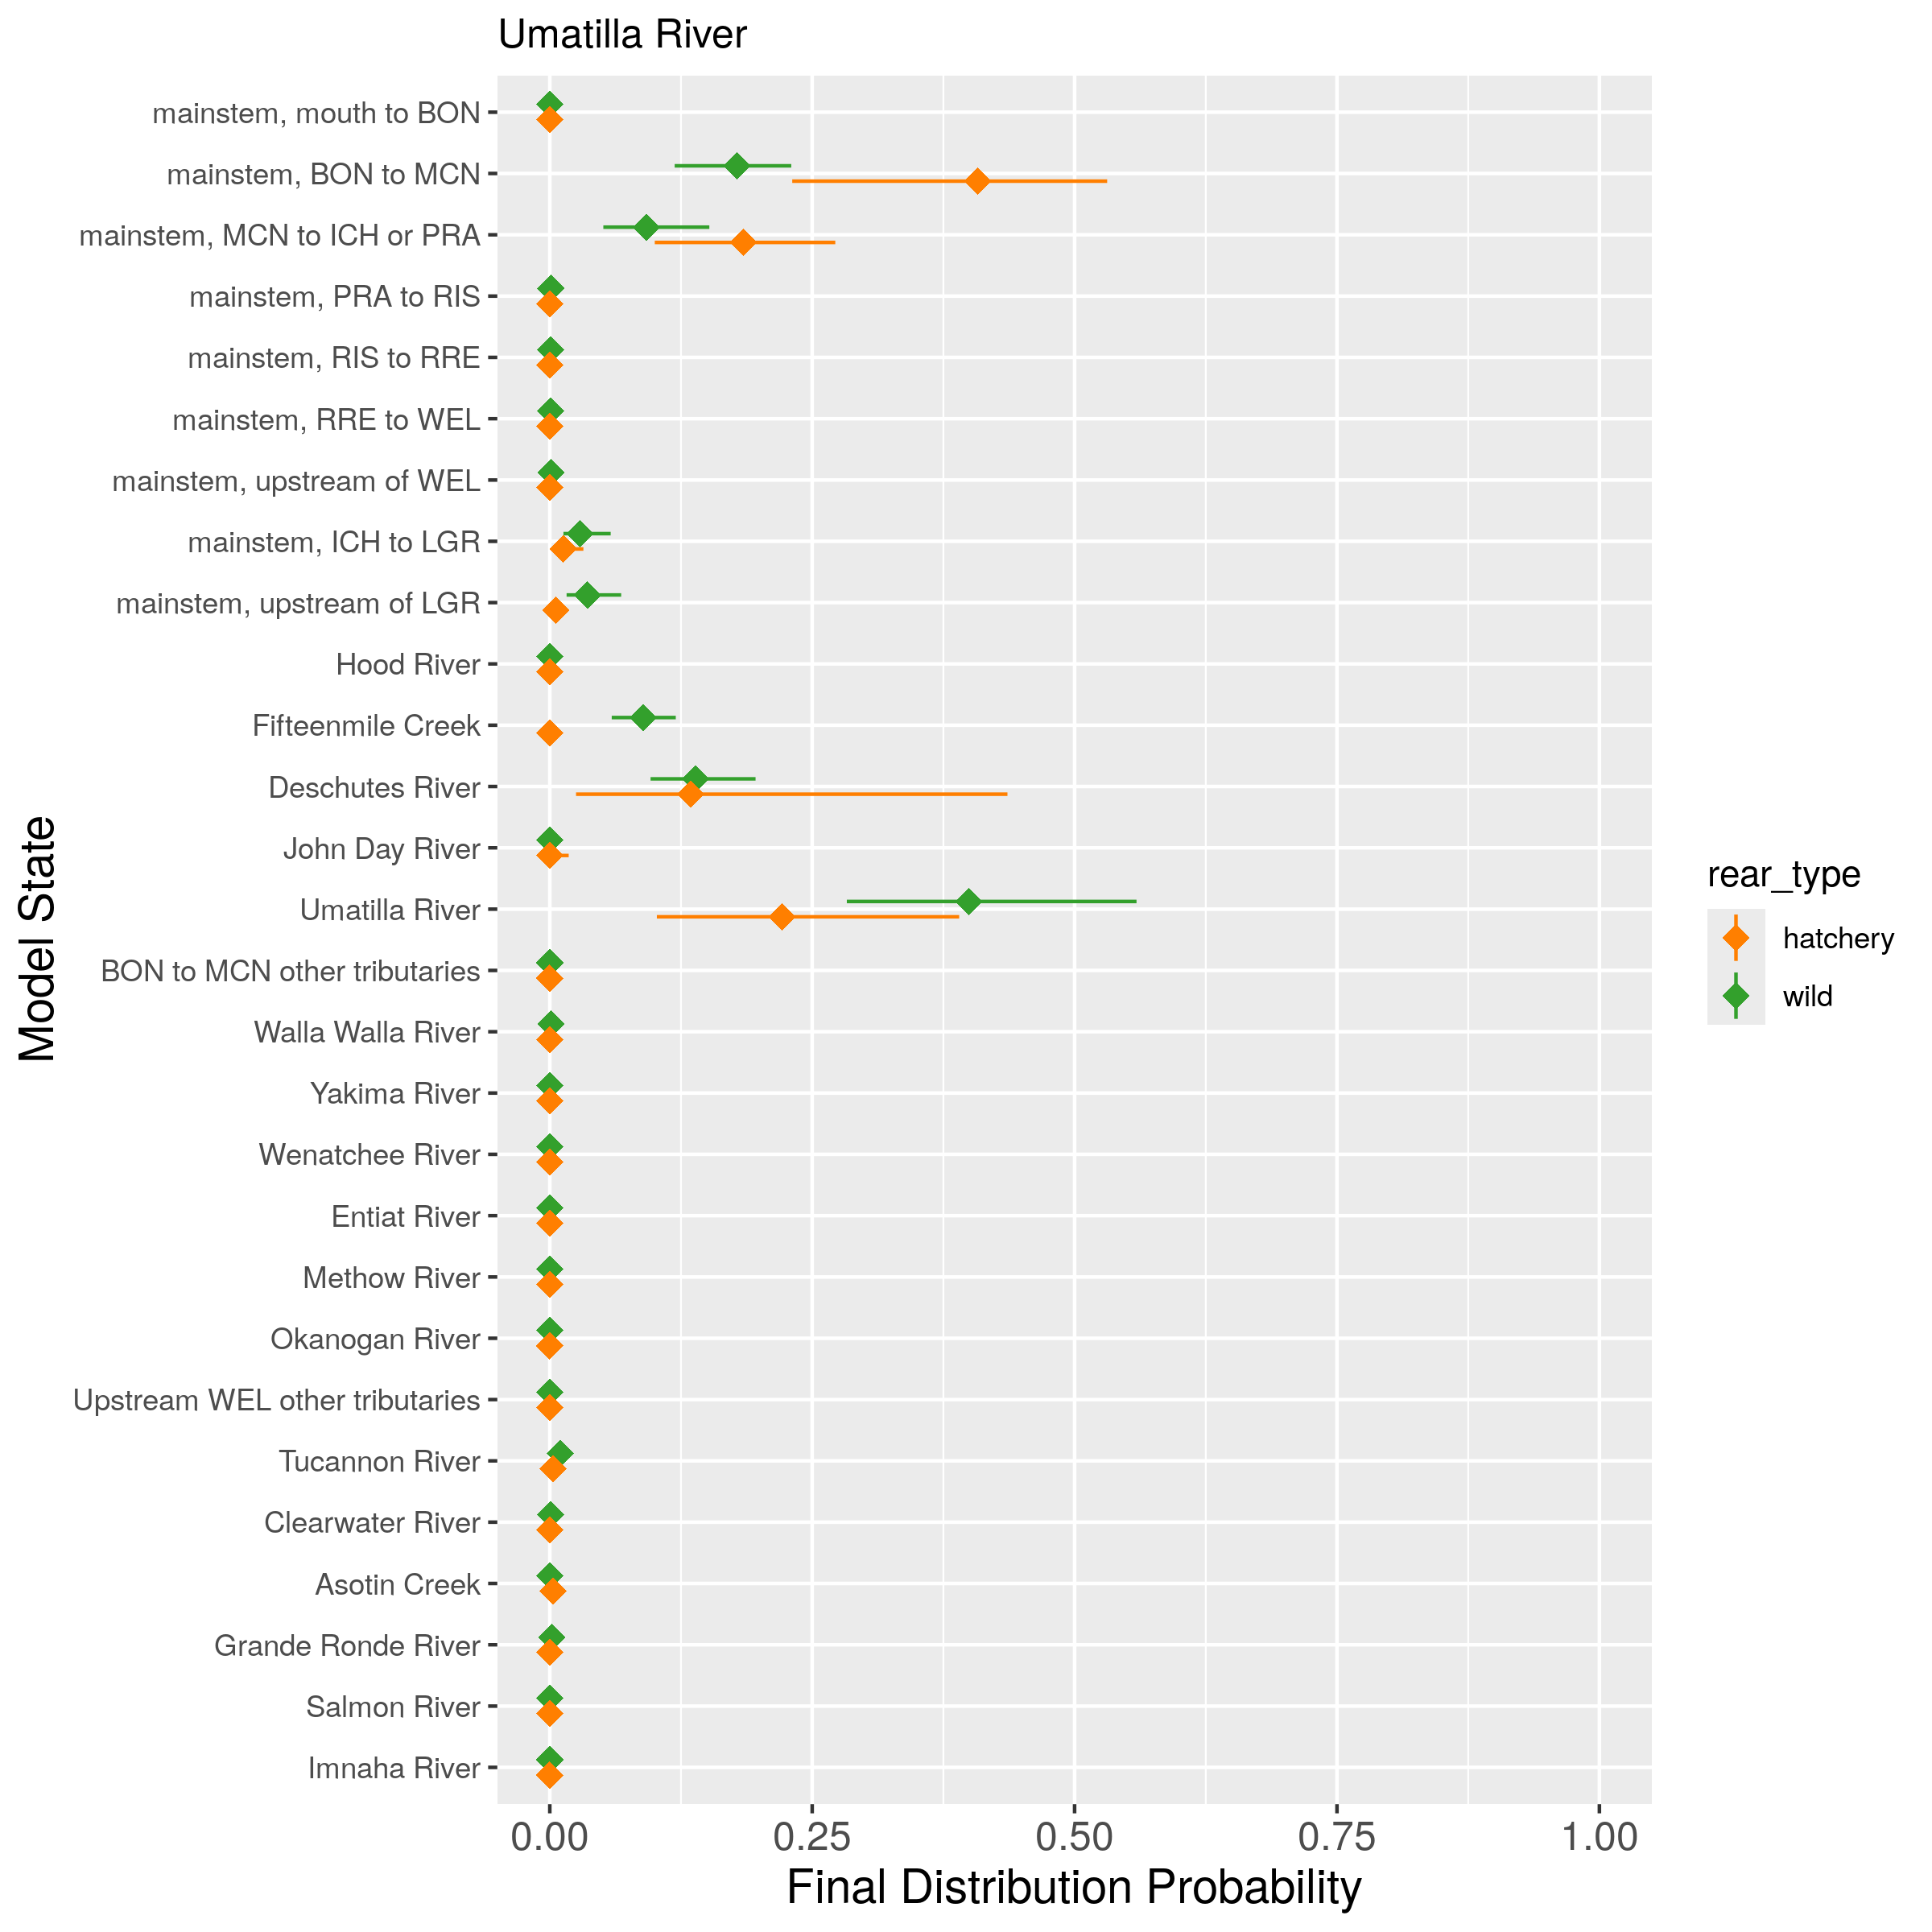 Umatilla River
mainstem, mouth to BON
mainstem, BON to MCN
mainstem, MCN to ICH or PRA
mainstem, PRA to RIS
mainstem, RIS to RRE
mainstem, RRE to WEL
mainstem, upstream of WEL
mainstem, ICH to LGR
mainstem, upstream of LGR
Hood River
Fifteenmile Creek
Deschutes River
John Day River
Umatilla River
BON to MCN other tributaries
Walla Walla River
Yakima River
Wenatchee River
Entiat River
Methow River
Okanogan River
Upstream WEL other tributaries
Tucannon River
Clearwater River
Asotin Creek
Grande Ronde River
Salmon River
Imnaha River
Model State
0.00 0.25 0.50 0.75 1.00
Final Distribution Probability
rear_type
hatchery
wild